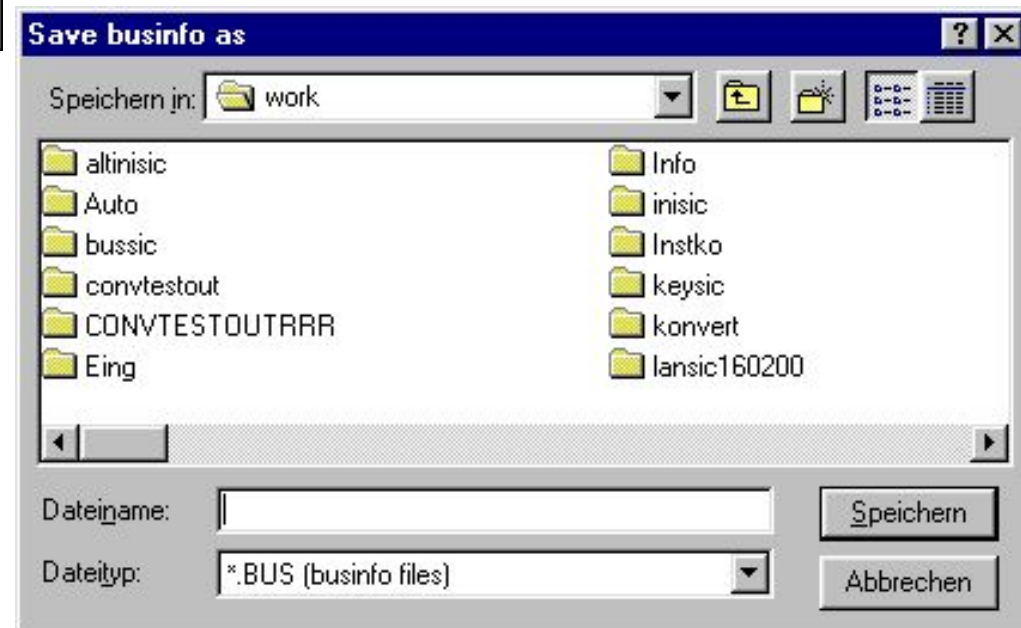 Save businfo as
Speichern in: work
altinisic
Auto
bussic
convtestout
CONVTESTOUTRRR
Eing
Info
inisic
Instko
keysic
konvert
lansic160200
Dateiname:
Speichern
Dateityp: *.BUS (businfo files)
Abbrechen